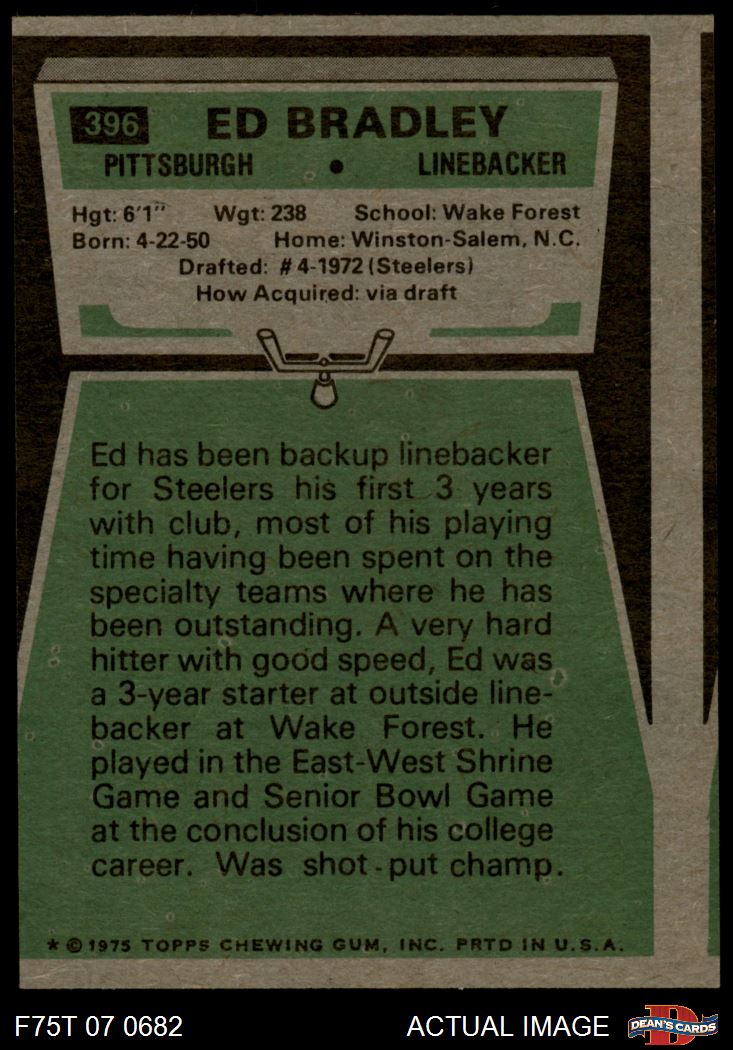 396 ED BRADLEY
PITTSBURGH • LINEBACKER
Hgt: 6'1" Wgt: 238 School: Wake Forest
Born: 4-22-50 Home: Winston-Salem, N.C.
Drafted: #4-1972 (Steelers)
How Acquired: via draft
Ed has been backup linebacker
for Steelers his first 3 years
with club, most of his playing
time having been spent on the
specialty teams where he has
been outstanding. A very hard
hitter with good speed, Ed was
a 3-year starter at outside line-
backer at Wake Forest. He
played in the East-West Shrine
Game and Senior Bowl Game
at the conclusion of his college
career. Was shot-put champ.
* © 1975 TOPPS CHEWING GUM, INC. PRTD IN U.S.A.
F75T 07 0682 ACTUAL IMAGE DEAN'S CARDS